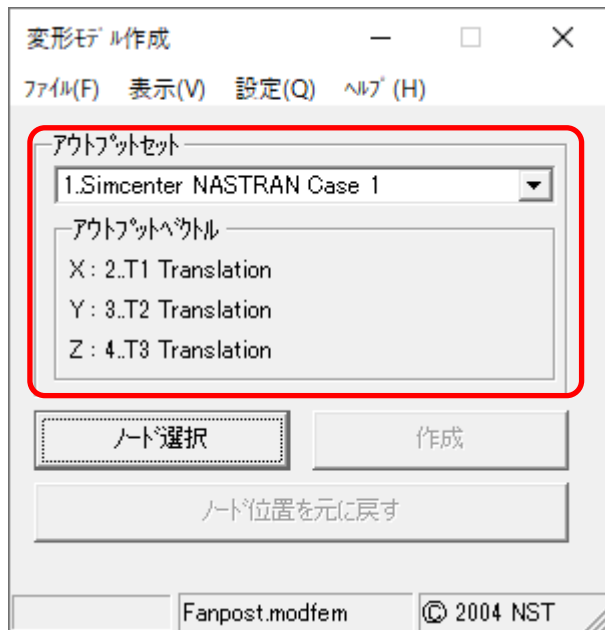 変形ﾓﾃﾞﾙ作成
ﾌｧｲﾙ(F) 表示(V) 設定(Q) ﾍﾙﾌﾟ(H)
ｱｳﾄﾌﾟｯﾄｾｯﾄ
1.Simcenter NASTRAN Case 1
ｱｳﾄﾌﾟｯﾄﾍﾞｸﾄﾙ
X : 2..T1 Translation
Y : 3..T2 Translation
Z : 4..T3 Translation
ﾉｰﾄﾞ選択 作成
ﾉｰﾄﾞ位置を元に戻す
Fanpost.modfem © 2004 NST